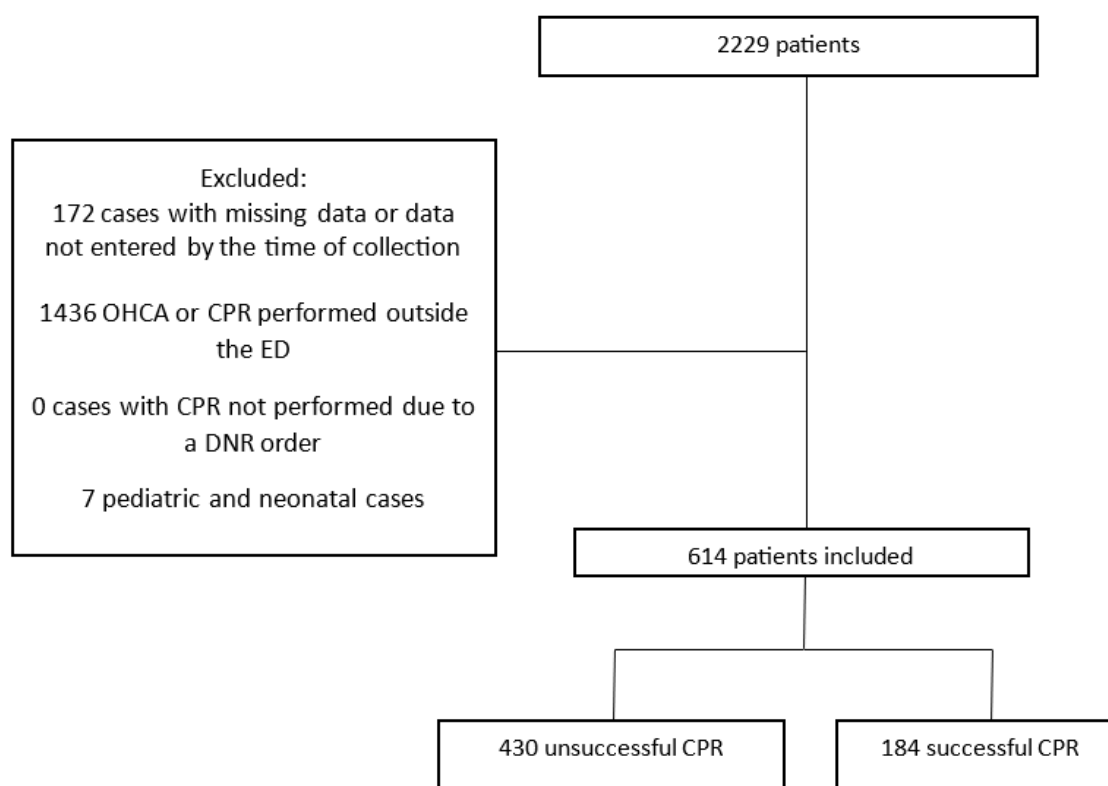 2229 patients
Excluded:
172 cases with missing data or data
not entered by the time of collection
1436 OHCA or CPR performed outside
the ED
0 cases with CPR not performed due to
a DNR order
7 pediatric and neonatal cases
614 patients included
430 unsuccessful CPR
184 successful CPR